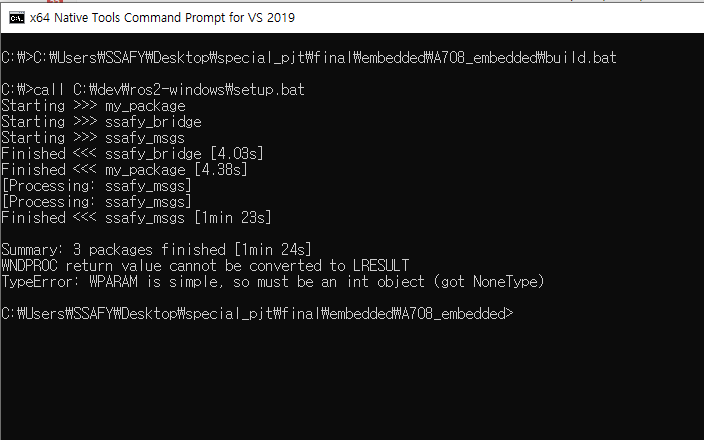 x64 Native Tools Command Prompt for VS 2019
C:\>C:\Users\SSAFY\Desktop\special_pjt\final\embedded\A708_embedded\build.bat
C:\>call C:\dev\ros2-windows\setup.bat
Starting >>> my_package
Starting >>> ssafy_bridge
Starting >>> ssafy_msgs
Finished <<< ssafy_bridge [4.03s]
Finished <<< my_package [4.38s]
[Processing: ssafy_msgs]
[Processing: ssafy_msgs]
Finished <<< ssafy_msgs [1min 23s]
Summary: 3 packages finished [1min 24s]
WNDPROC return value cannot be converted to LRESULT
TypeError: WPARAM is simple, so must be an int object (got NoneType)
C:\Users\SSAFY\Desktop\special_pjt\final\embedded\A708_embedded>